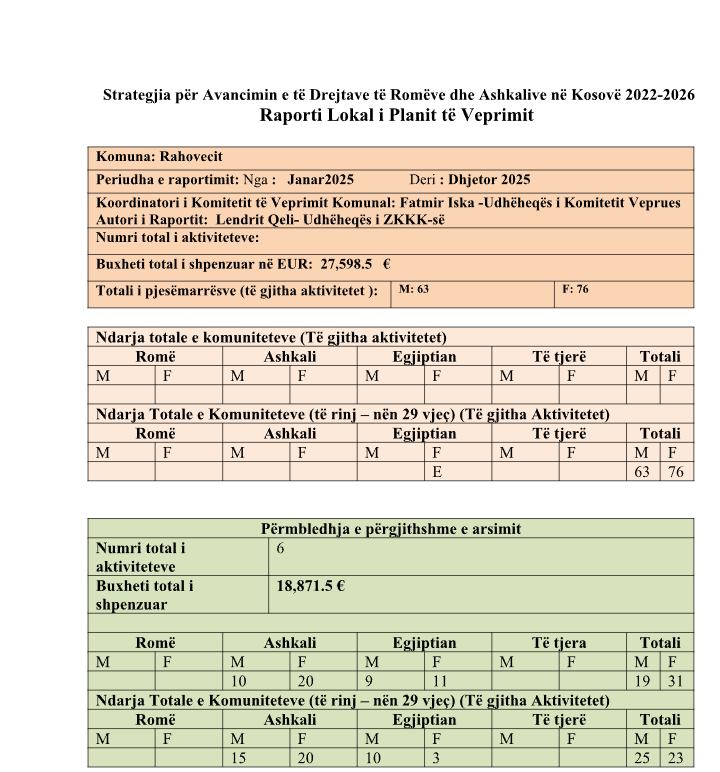 Strategjia për Avancimin e të Drejtave të Romëve dhe Ashkalive në Kosovë 2022-2026
Raporti Lokal i Planit të Veprimit
Komuna: Rahovecit
Periudha e raportimit: Nga : Janar2025 Deri : Dhjetor 2025
Koordinatori i Komitetit të Veprimit Komunal: Fatmir Iska -Udhëheqës i Komitetit Veprues
Autori i Raportit: Lendrit Qeli- Udhëheqës i ZKKK-së
Numri total i aktiviteteve:
Buxheti total i shpenzuar në EUR: 27,598.5 €
Totali i pjesëmarrësve (të gjitha aktivitetet ): M: 63 F: 76
Ndarja totale e komuniteteve (Të gjitha aktivitetet)
Romë Ashkali Egjiptian Të tjerë Totali
M F M F M F M F M F
Ndarja Totale e Komuniteteve (të rinj – nën 29 vjeç) (Të gjitha Aktivitetet)
Romë Ashkali Egjiptian Të tjerë Totali
M F M F M F M F M F
E 63 76
Përmbledhja e përgjithshme e arsimit
Numri total i 6
aktiviteteve
Buxheti total i 18,871.5 €
shpenzuar
Romë Ashkali Egjiptian Të tjera Totali
M F M F M F M F M F
10 20 9 11 19 31
Ndarja Totale e Komuniteteve (të rinj – nën 29 vjeç) (Të gjitha Aktivitetet)
Romë Ashkali Egjiptian Të tjerë Totali
M F M F M F M F M F
15 20 10 3 25 23